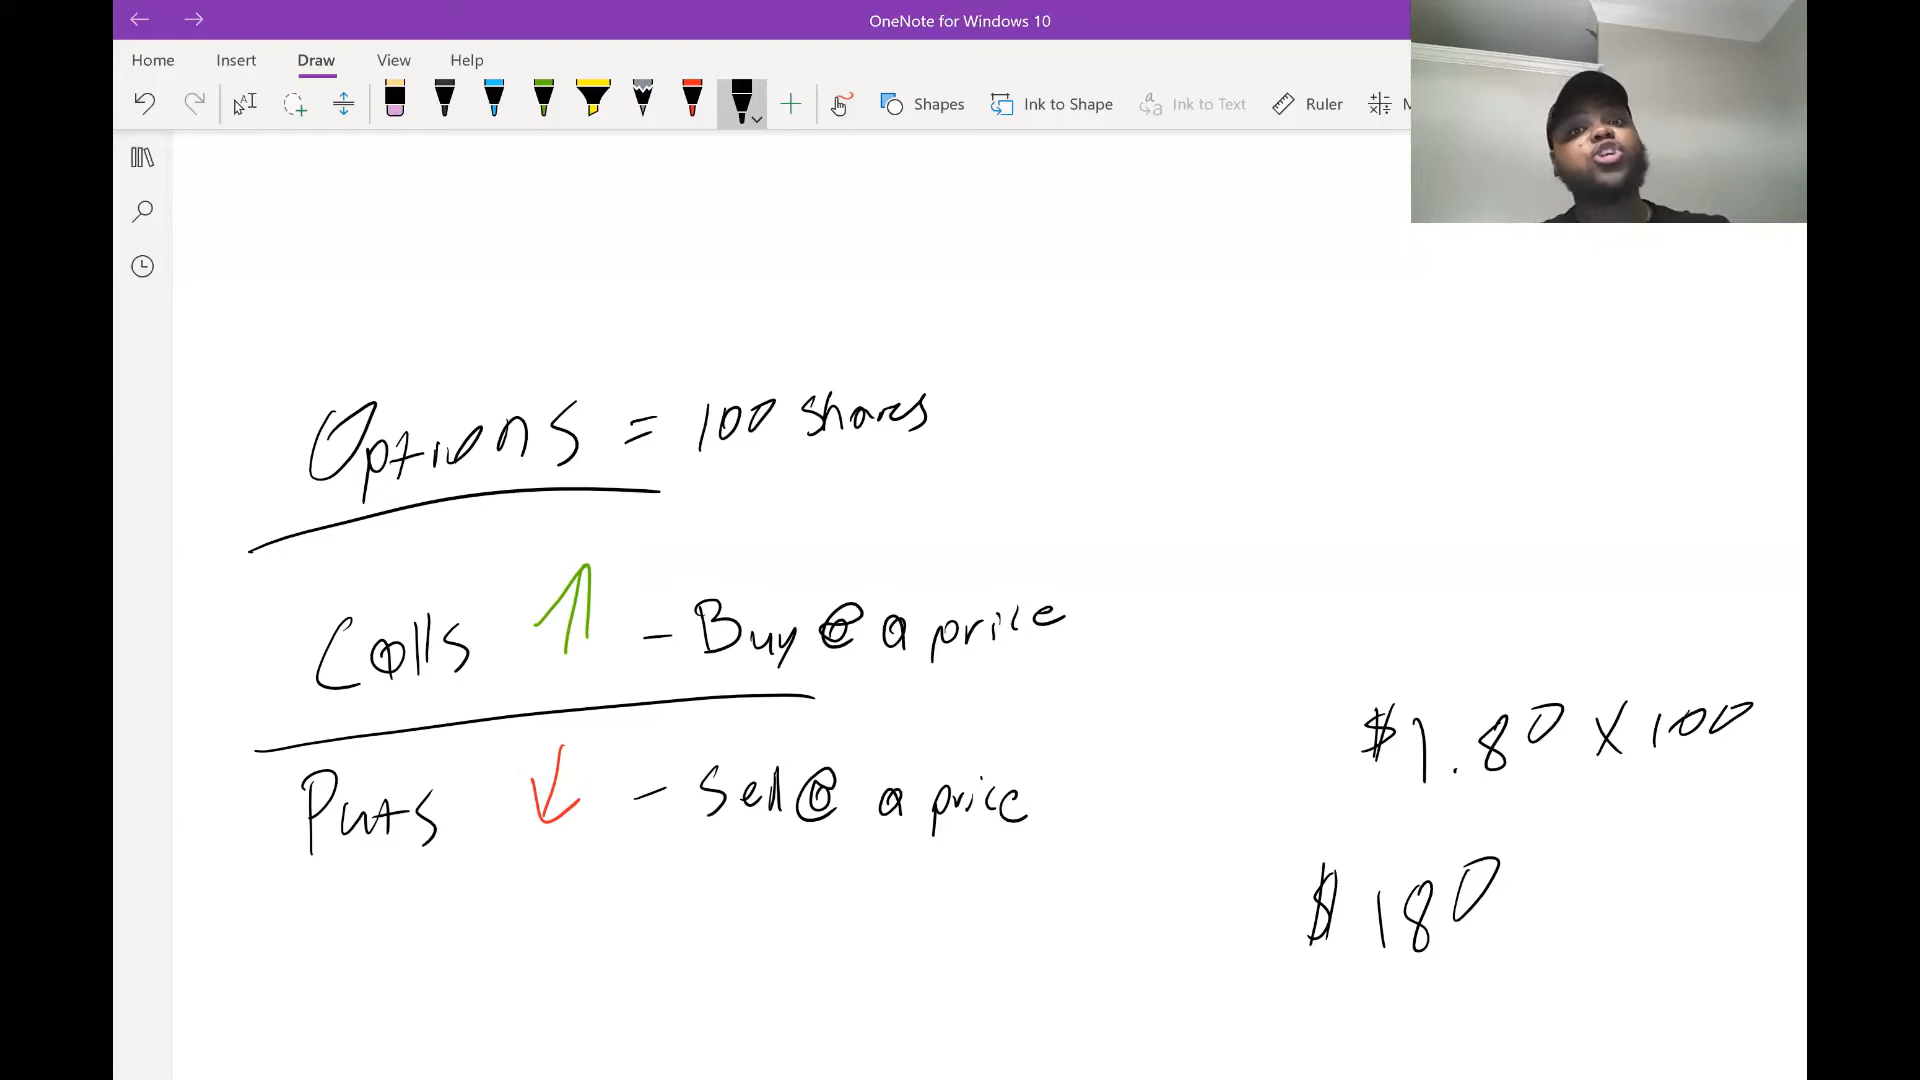 OneNote for Windows 10
Home Insert Draw View Help
Shapes Ink to Shape Ink to Text Ruler M
Options = 100 shares
Calls - Buy @ a price
$1.80 x 100
Puts - Sell @ a price
$180